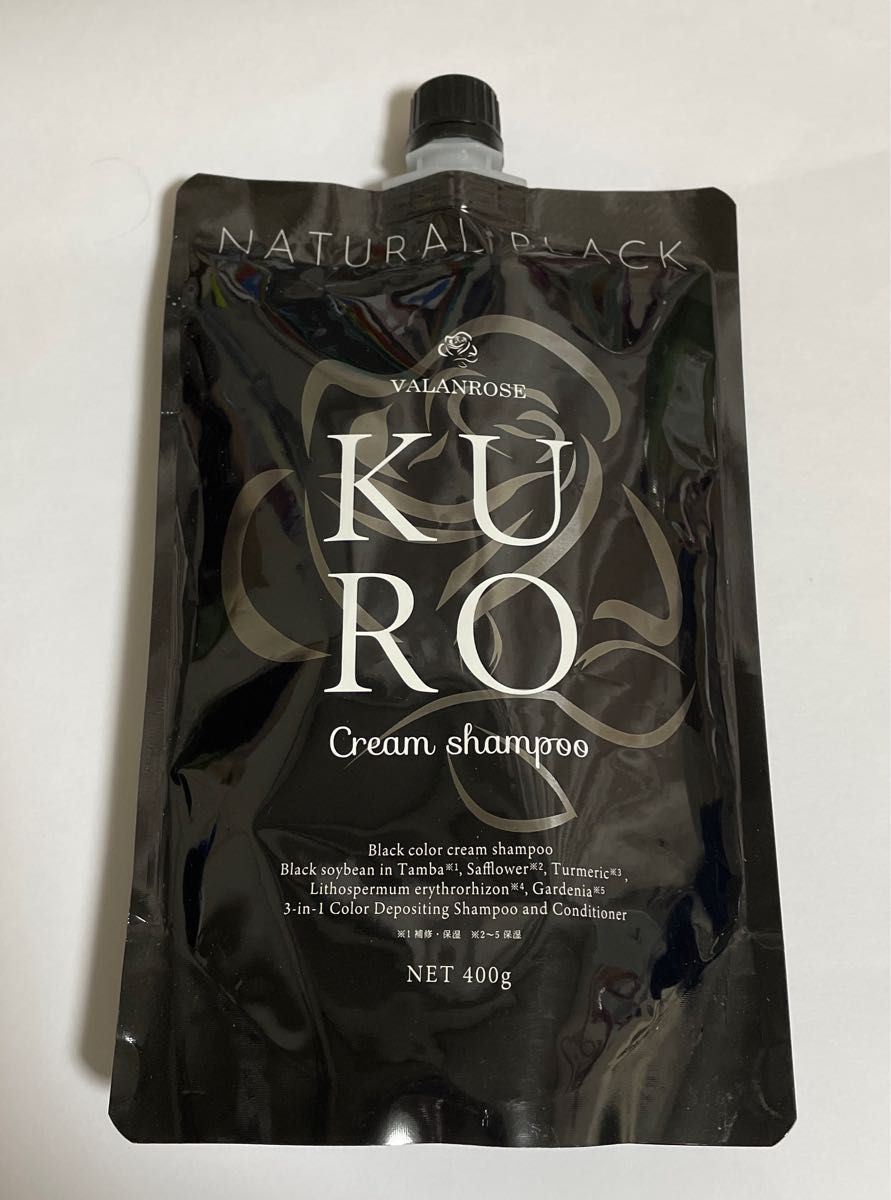 NATURAL BLACK
VALANROSE
KU
RO
Cream shampoo
Black color cream shampoo
Black soybean in Tamba※1, Safflower※2, Turmeric※3,
Lithospermum erythrorhizon※4, Gardenia※5
3-in-1 Color Depositing Shampoo and Conditioner
※1 補修・保湿 ※2〜5 保湿
NET 400g